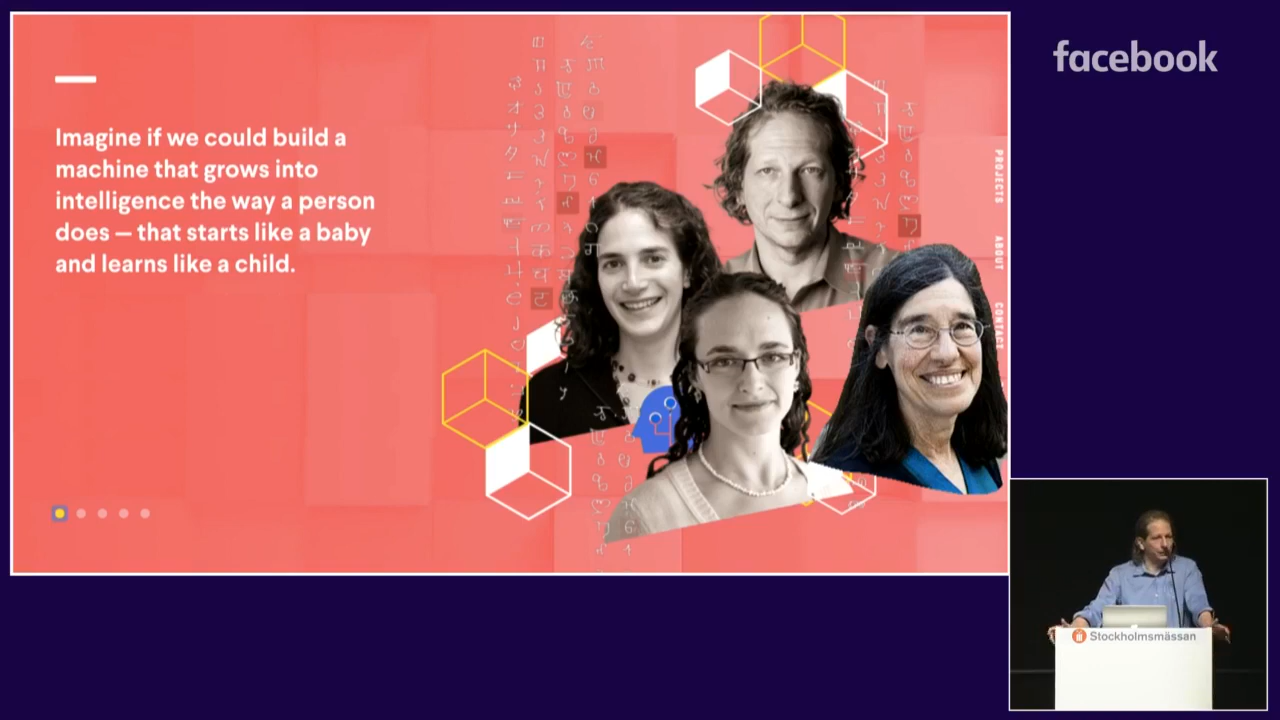 Imagine if we could build a
machine that grows into
intelligence the way a person
does — that starts like a baby
and learns like a child.
PROJECTS
ABOUT
CONTACT
facebook
Stockholmsmässan